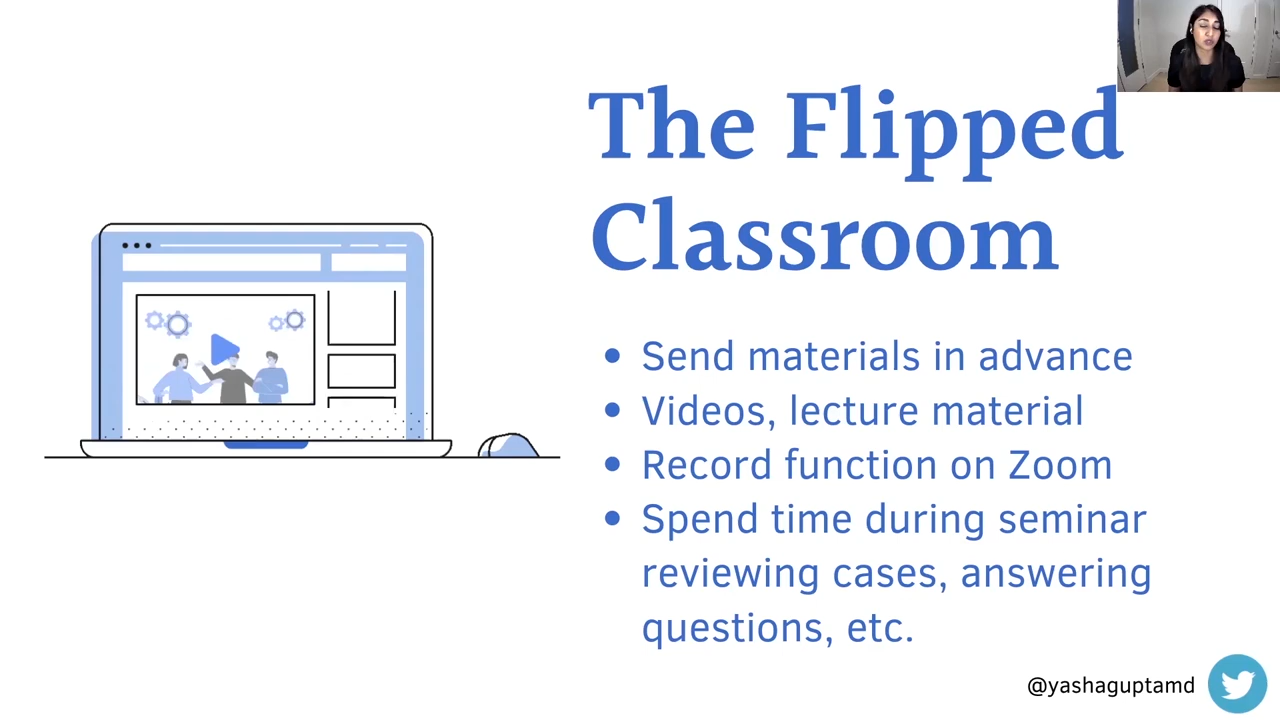 The Flipped
Classroom
• Send materials in advance
• Videos, lecture material
• Record function on Zoom
• Spend time during seminar
reviewing cases, answering
questions, etc.
@yashaguptamd